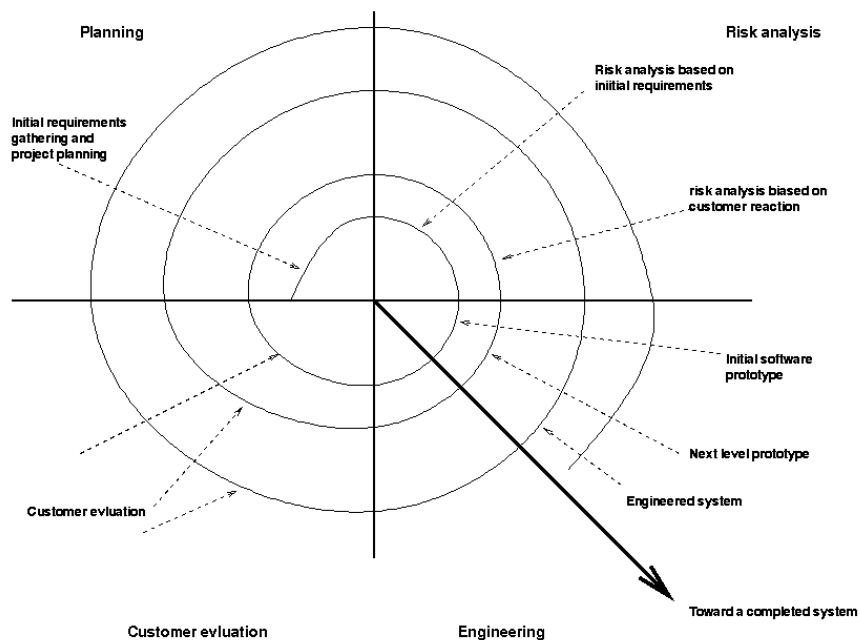 Planning
Risk analysis
Risk analysis based on
iniitial requirements
Initial requirements
gathering and
project planning
risk analysis biased on
customer reaction
Initial software
prototype
Next level prototype
Engineered system
Customer evluation
Toward a completed system
Customer evluation
Engineering